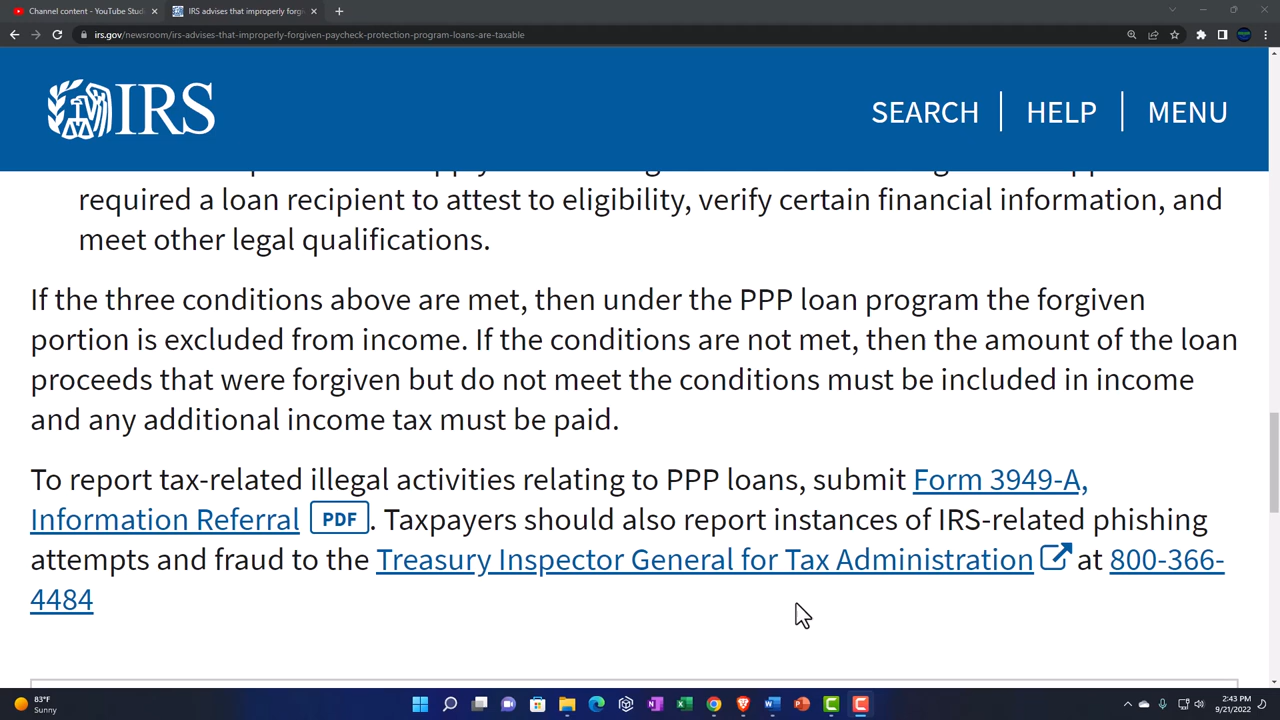 Channel content - YouTube Stud
IRS advises that improperly forgi
irs.gov/newsroom/irs-advises-that-improperly-forgiven-paycheck-protection-program-loans-are-taxable
IRS
SEARCH
HELP
MENU
required a loan recipient to attest to eligibility, verify certain financial information, and
meet other legal qualifications.
If the three conditions above are met, then under the PPP loan program the forgiven
portion is excluded from income. If the conditions are not met, then the amount of the loan
proceeds that were forgiven but do not meet the conditions must be included in income
and any additional income tax must be paid.
To report tax-related illegal activities relating to PPP loans, submit Form 3949-A,
Information Referral PDF. Taxpayers should also report instances of IRS-related phishing
attempts and fraud to the Treasury Inspector General for Tax Administration at 800-366-
4484
83°F
Sunny
2:43 PM
9/21/2022